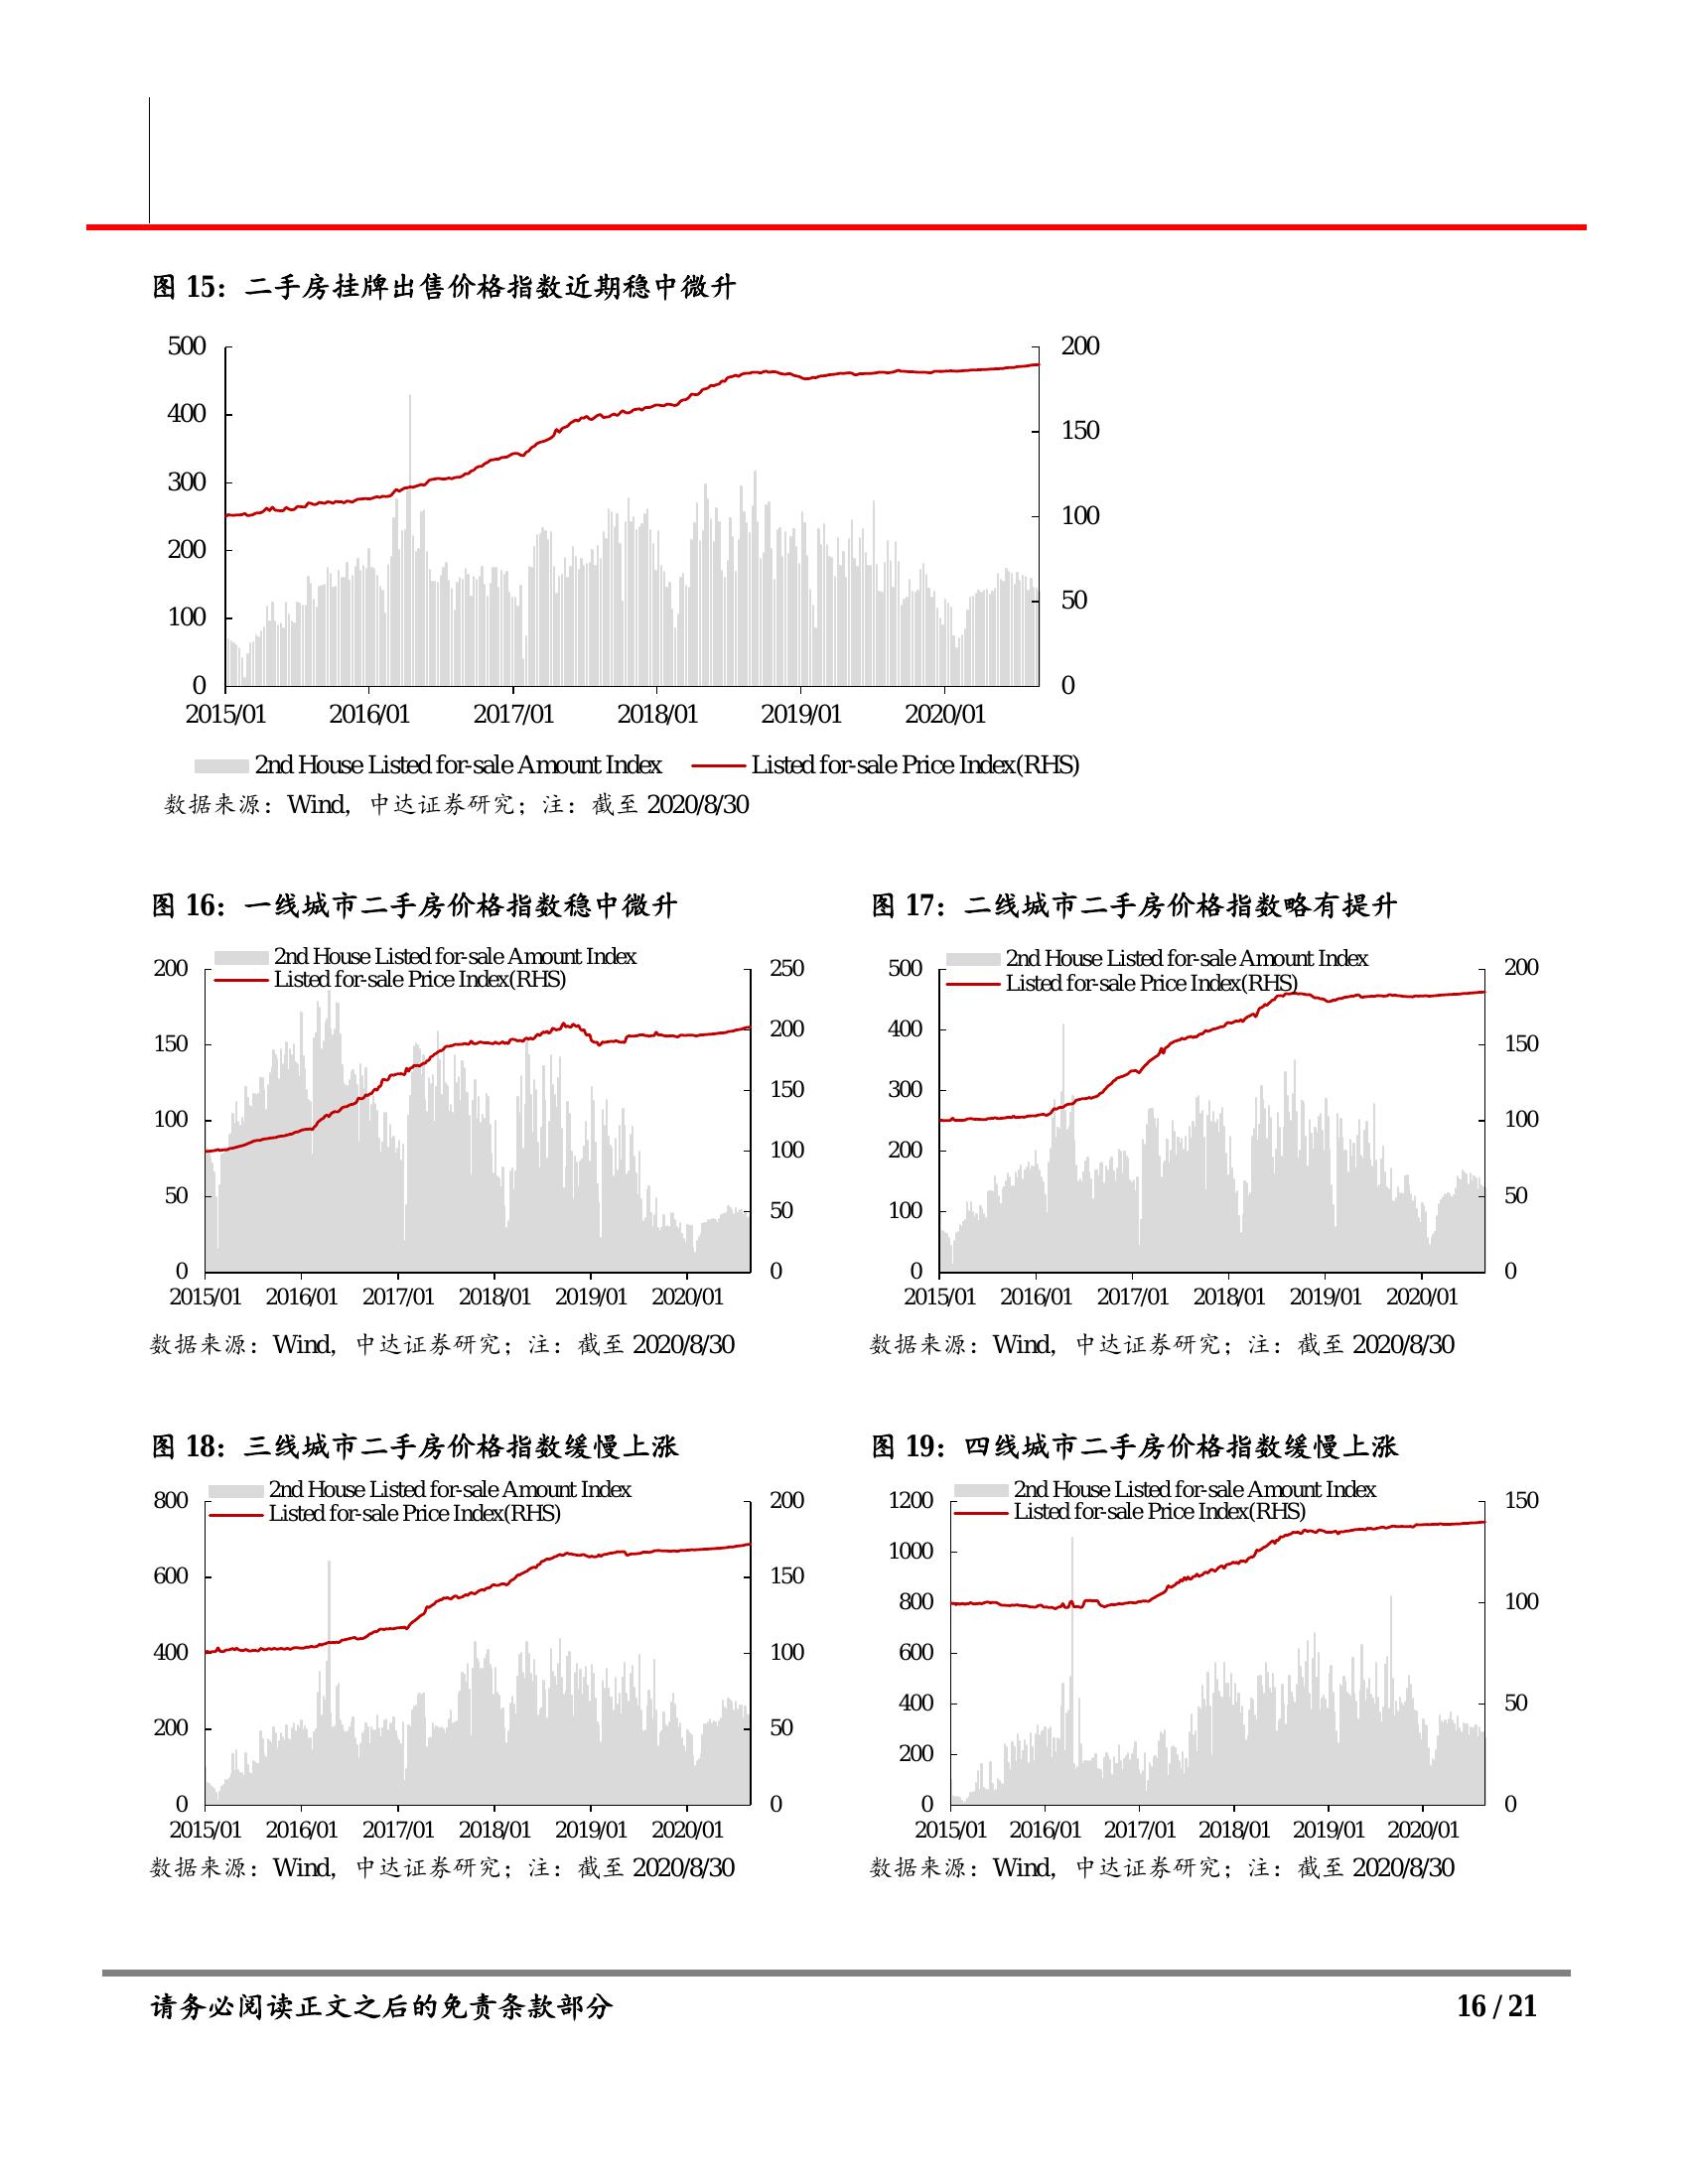 图 15：二手房挂牌出售价格指数近期稳中微升
500
400
300
200
100
0
200
150
100
50
0
2015/01 2016/01 2017/01 2018/01 2019/01 2020/01
2nd House Listed for-sale Amount Index Listed for-sale Price Index(RHS)
数据来源：Wind，中达证券研究；注：截至 2020/8/30
图 16：一线城市二手房价格指数稳中微升
2nd House Listed for-sale Amount Index
Listed for-sale Price Index(RHS)
200
150
100
50
0
250
200
150
100
50
0
2015/01 2016/01 2017/01 2018/01 2019/01 2020/01
数据来源：Wind，中达证券研究；注：截至 2020/8/30
图 17：二线城市二手房价格指数略有提升
2nd House Listed for-sale Amount Index
Listed for-sale Price Index(RHS)
500
400
300
200
100
0
200
150
100
50
0
2015/01 2016/01 2017/01 2018/01 2019/01 2020/01
数据来源：Wind，中达证券研究；注：截至 2020/8/30
图 18：三线城市二手房价格指数缓慢上涨
2nd House Listed for-sale Amount Index
Listed for-sale Price Index(RHS)
800
600
400
200
0
200
150
100
50
0
2015/01 2016/01 2017/01 2018/01 2019/01 2020/01
数据来源：Wind，中达证券研究；注：截至 2020/8/30
图 19：四线城市二手房价格指数缓慢上涨
2nd House Listed for-sale Amount Index
Listed for-sale Price Index(RHS)
1200
1000
800
600
400
200
0
150
100
50
0
2015/01 2016/01 2017/01 2018/01 2019/01 2020/01
数据来源：Wind，中达证券研究；注：截至 2020/8/30
请务必阅读正文之后的免责条款部分
16 / 21